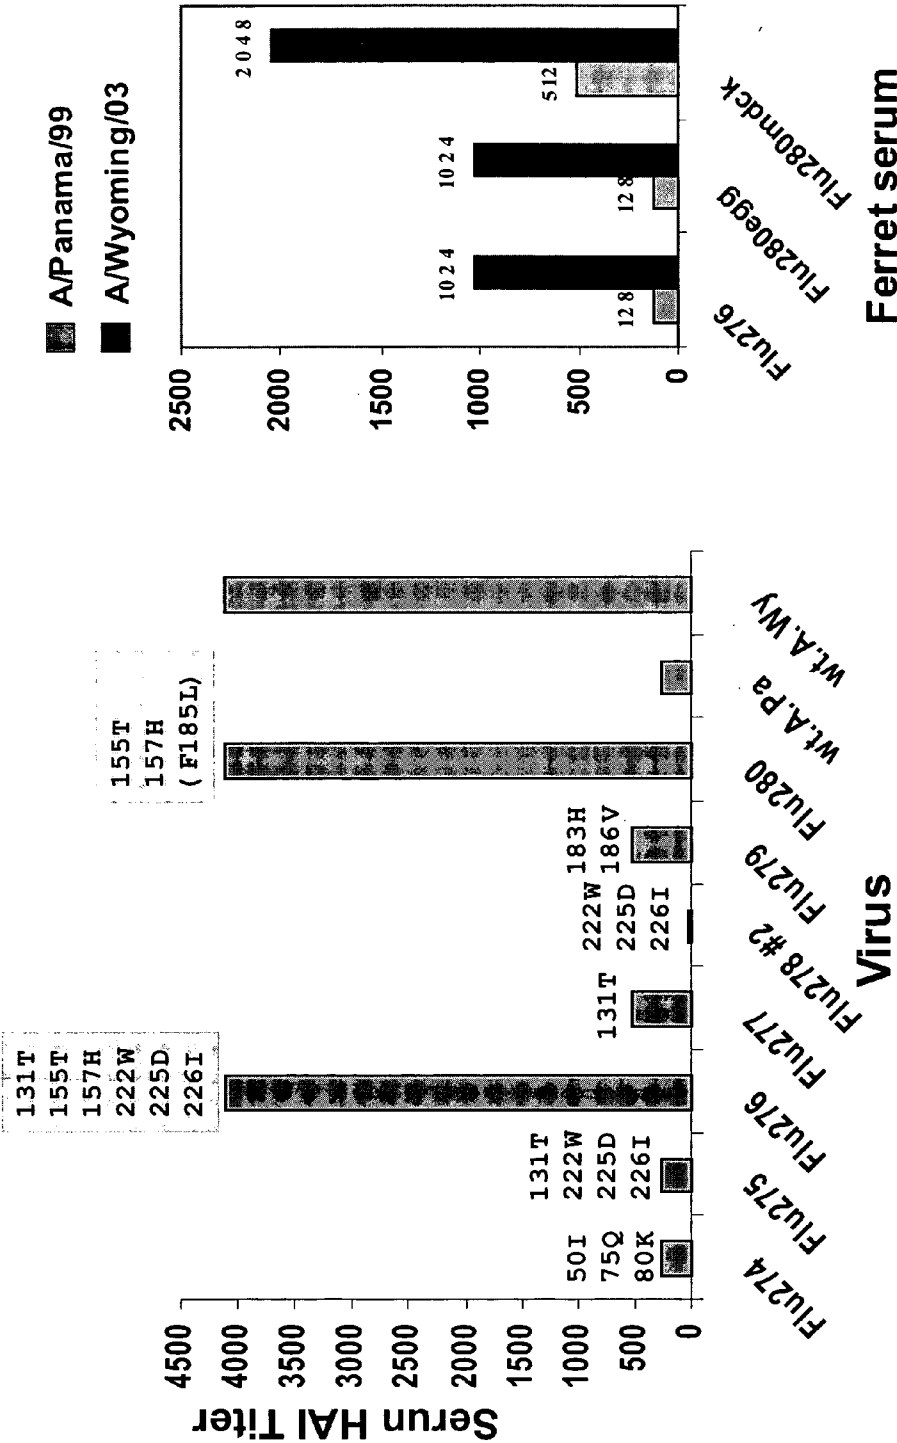 4500
4000
3500
3000
2500
2000
1500
1000
500
0
Serun HAI Titer
50I
75Q
80K
131T
222W
225D
226I
131T
155T
157H
222W
225D
226I
131T
222W
225D
226I
183H
186V
155T
157H
(F185L)
Flu274
Flu275
Flu276
Flu277
Flu278 #2
Flu279
Flu280
wt.A.Pa
wt.A.Wy
Virus
A/Panama/99
A/Wyoming/03
2500
2000
1500
1000
500
0
128
1024
128
1024
512
2048
Flu276
Flu280egg
Flu280mdck
Ferret serum